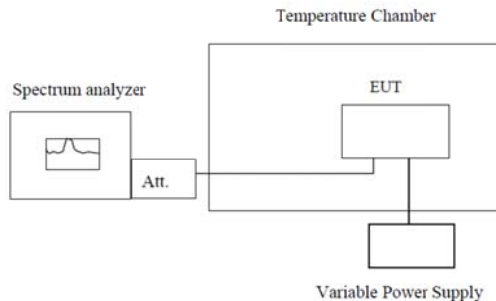 Temperature Chamber
Spectrum analyzer
EUT
Att.
Variable Power Supply